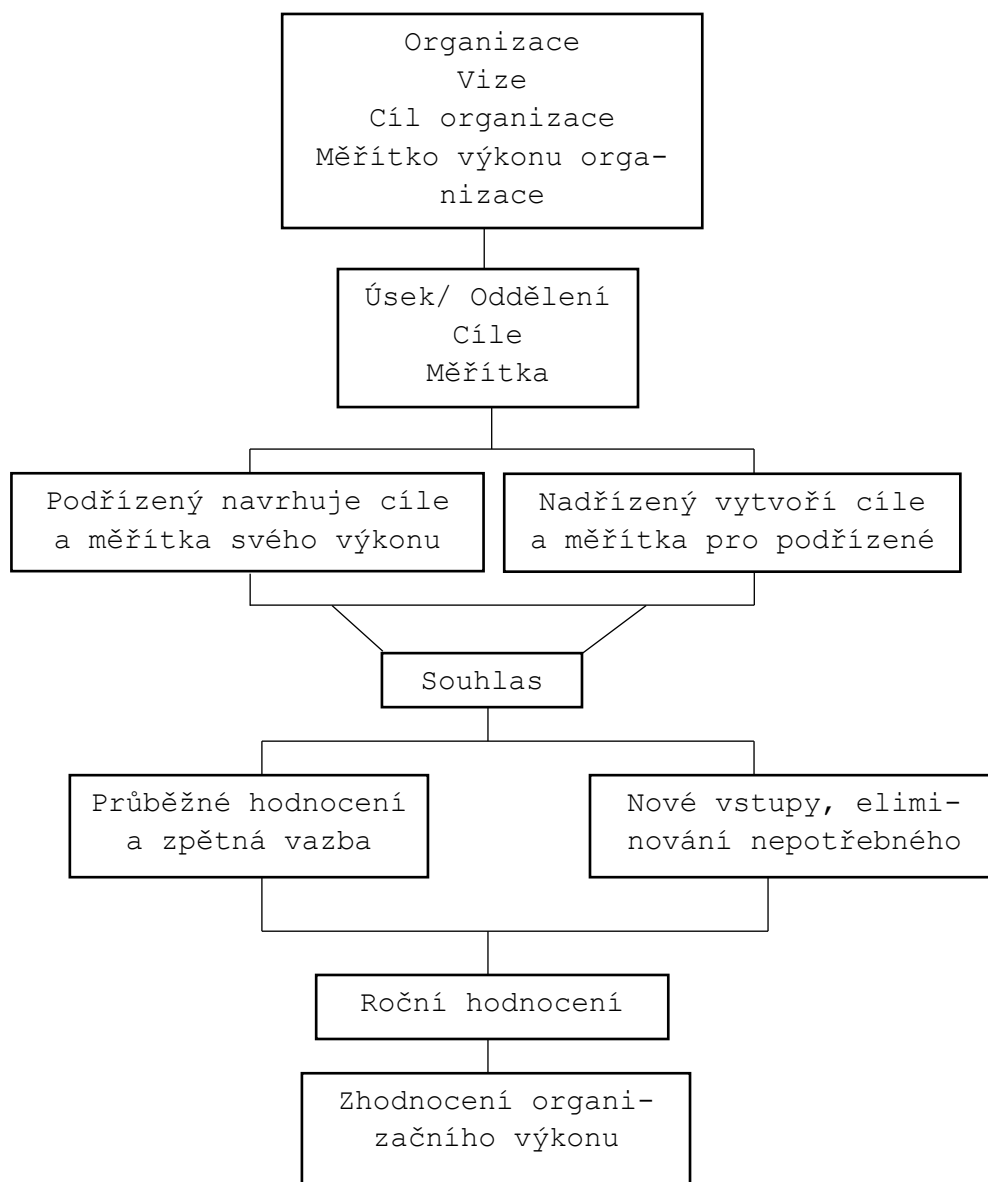 Organizace
Vize
Cíl organizace
Měřítko výkonu orga-
nizace
Úsek/ Oddělení
Cíle
Měřítka
Podřízený navrhuje cíle
a měřítka svého výkonu
Nadřízený vytvoří cíle
a měřítka pro podřízené
Souhlas
Průběžné hodnocení
a zpětná vazba
Nové vstupy, elimi-
nování nepotřebného
Roční hodnocení
Zhodnocení organi-
začního výkonu